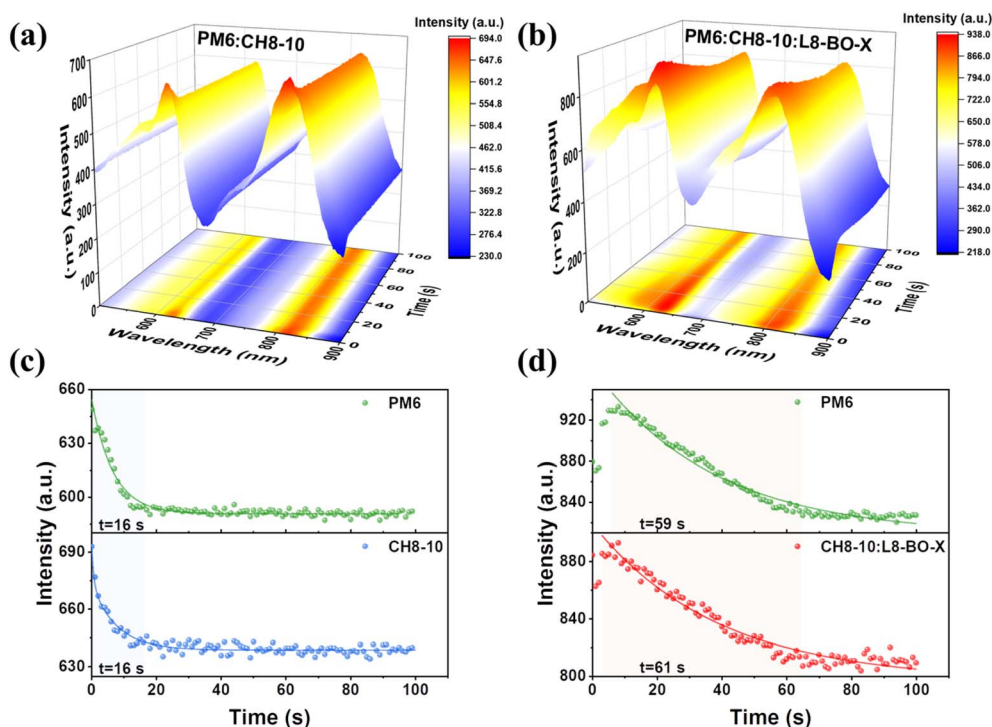 (a)
PM6:CH8-10
Intensity (a.u.)
700
600
500
400
300
200
100
0
Intensity (a.u.)
694.0
647.6
601.2
554.8
508.4
462.0
415.6
369.2
322.8
276.4
230.0
600
700
800
900
Wavelength (nm)
0
20
40
60
80
100
Time (s)
(b)
PM6:CH8-10:L8-BO-X
Intensity (a.u.)
800
600
400
200
0
Intensity (a.u.)
938.0
866.0
794.0
722.0
650.0
578.0
506.0
434.0
362.0
290.0
218.0
600
700
800
900
Wavelength (nm)
0
20
40
60
80
100
Time (s)
(c)
Intensity (a.u.)
660
630
600
PM6
t=16 s
690
660
630
CH8-10
t=16 s
0 20 40 60 80 100
Time (s)
(d)
Intensity (a.u.)
920
880
840
PM6
t=59 s
880
840
800
CH8-10:L8-BO-X
t=61 s
0 20 40 60 80 100
Time (s)